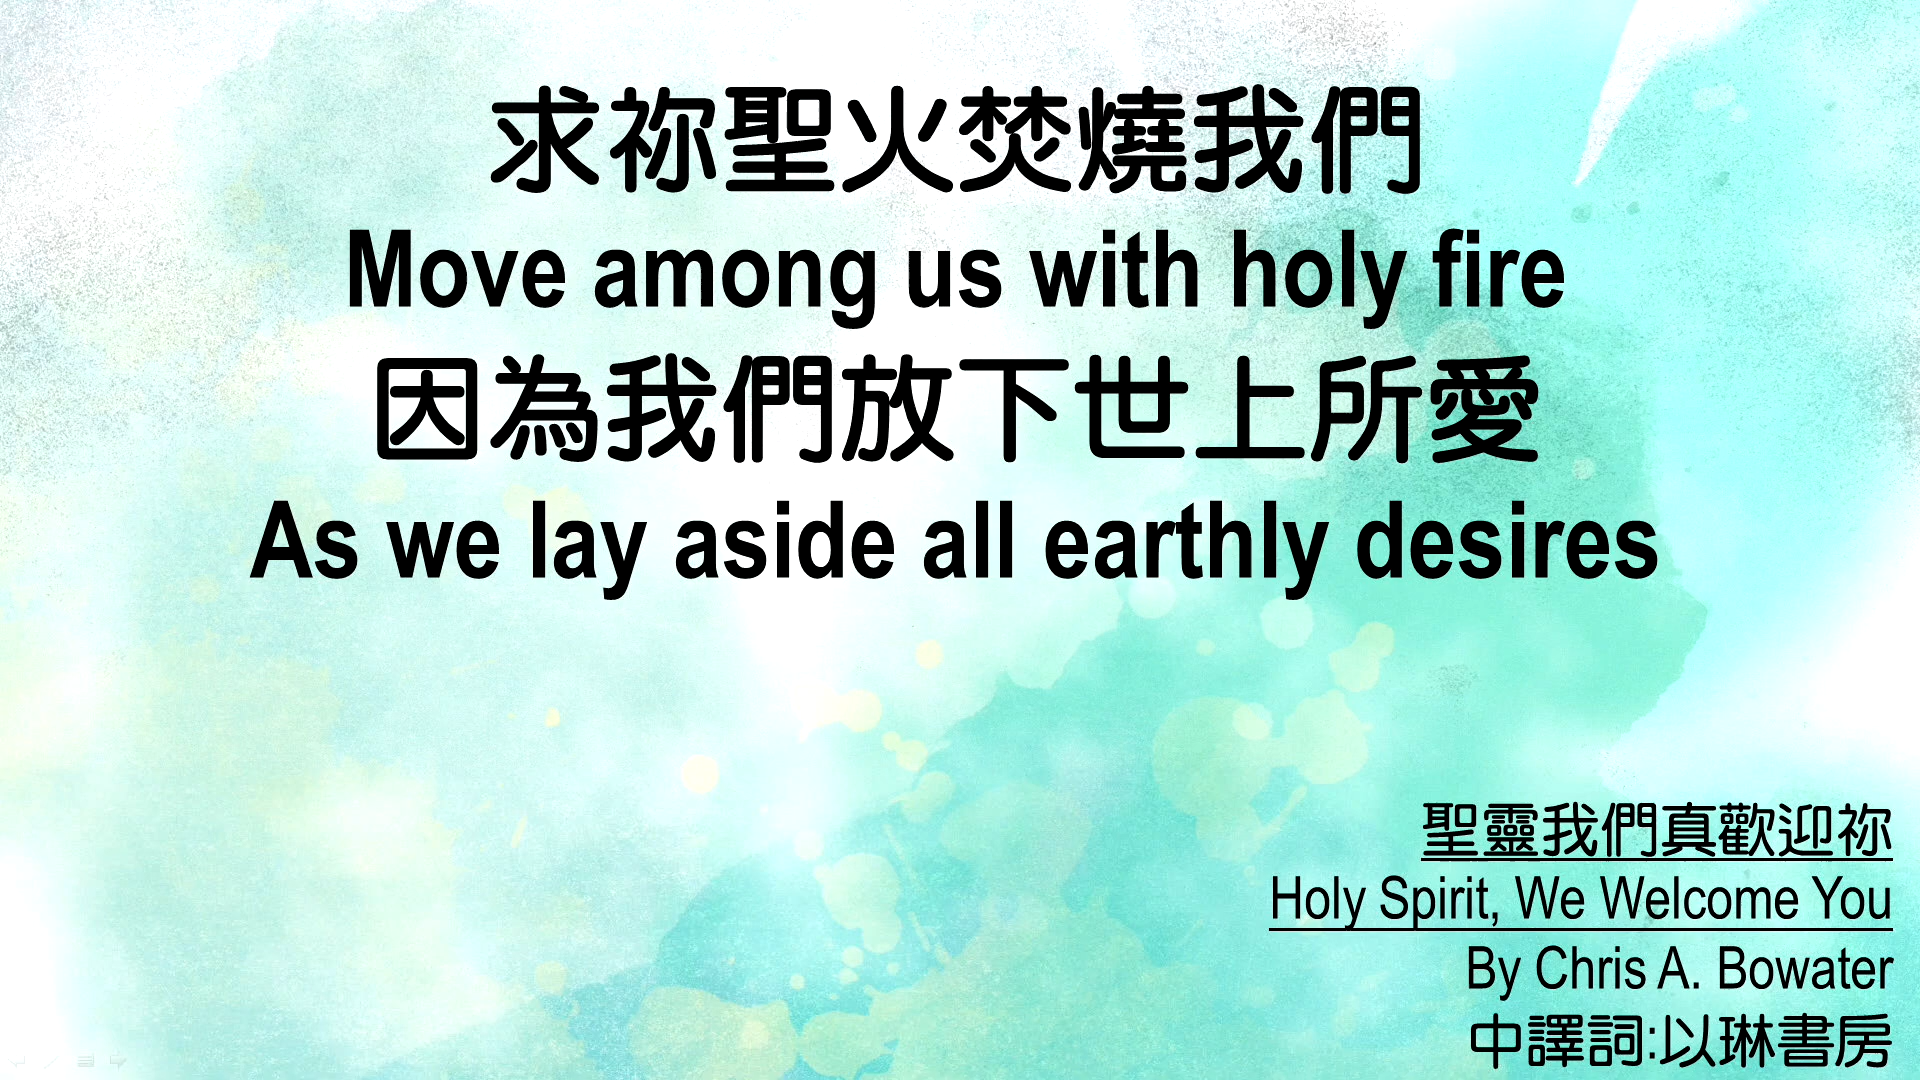 求祢聖火焚燒我們
Move among us with holy fire
因為我們放下世上所愛
As we lay aside all earthly desires
聖靈我們真歡迎祢
Holy Spirit, We Welcome You
By Chris A. Bowater
中譯詞:以琳書房